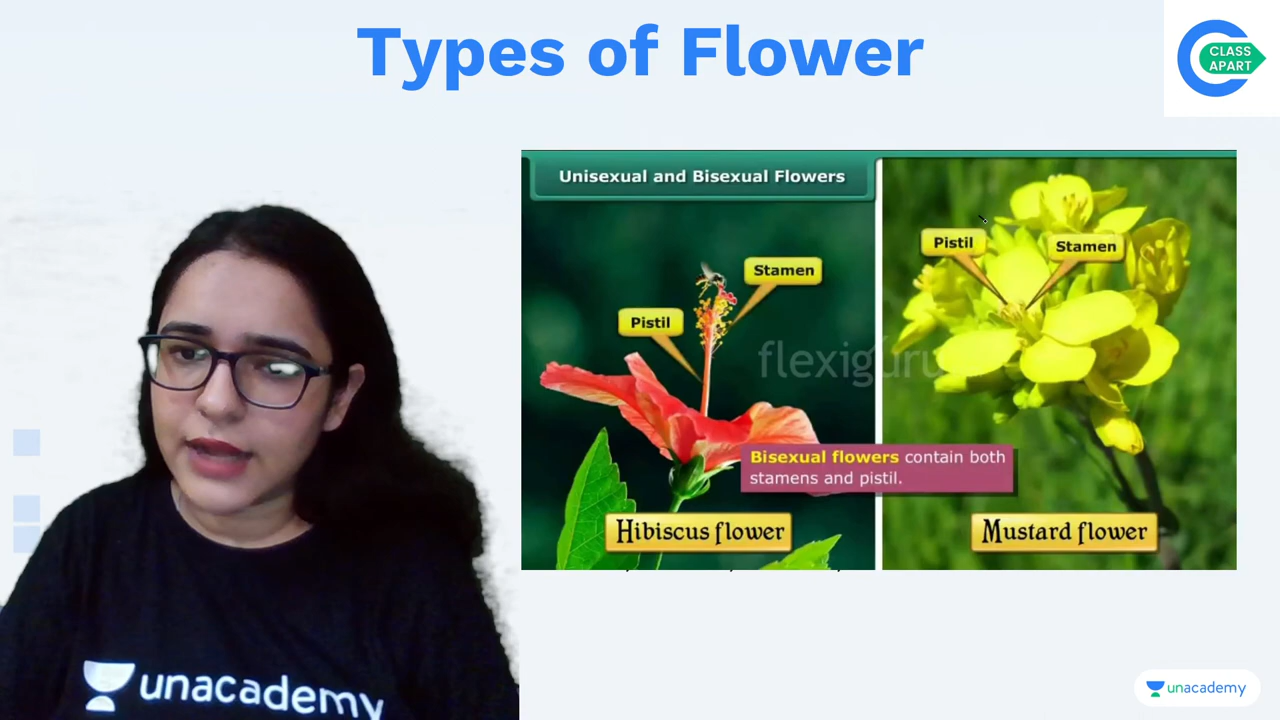 Types of Flower
CLASS
APART
Unisexual and Bisexual Flowers
Pistil
Stamen
Stamen
Pistil
flexiguru
Bisexual flowers contain both
stamens and pistil.
Hibiscus flower
Mustard flower
unacademy
unacademy